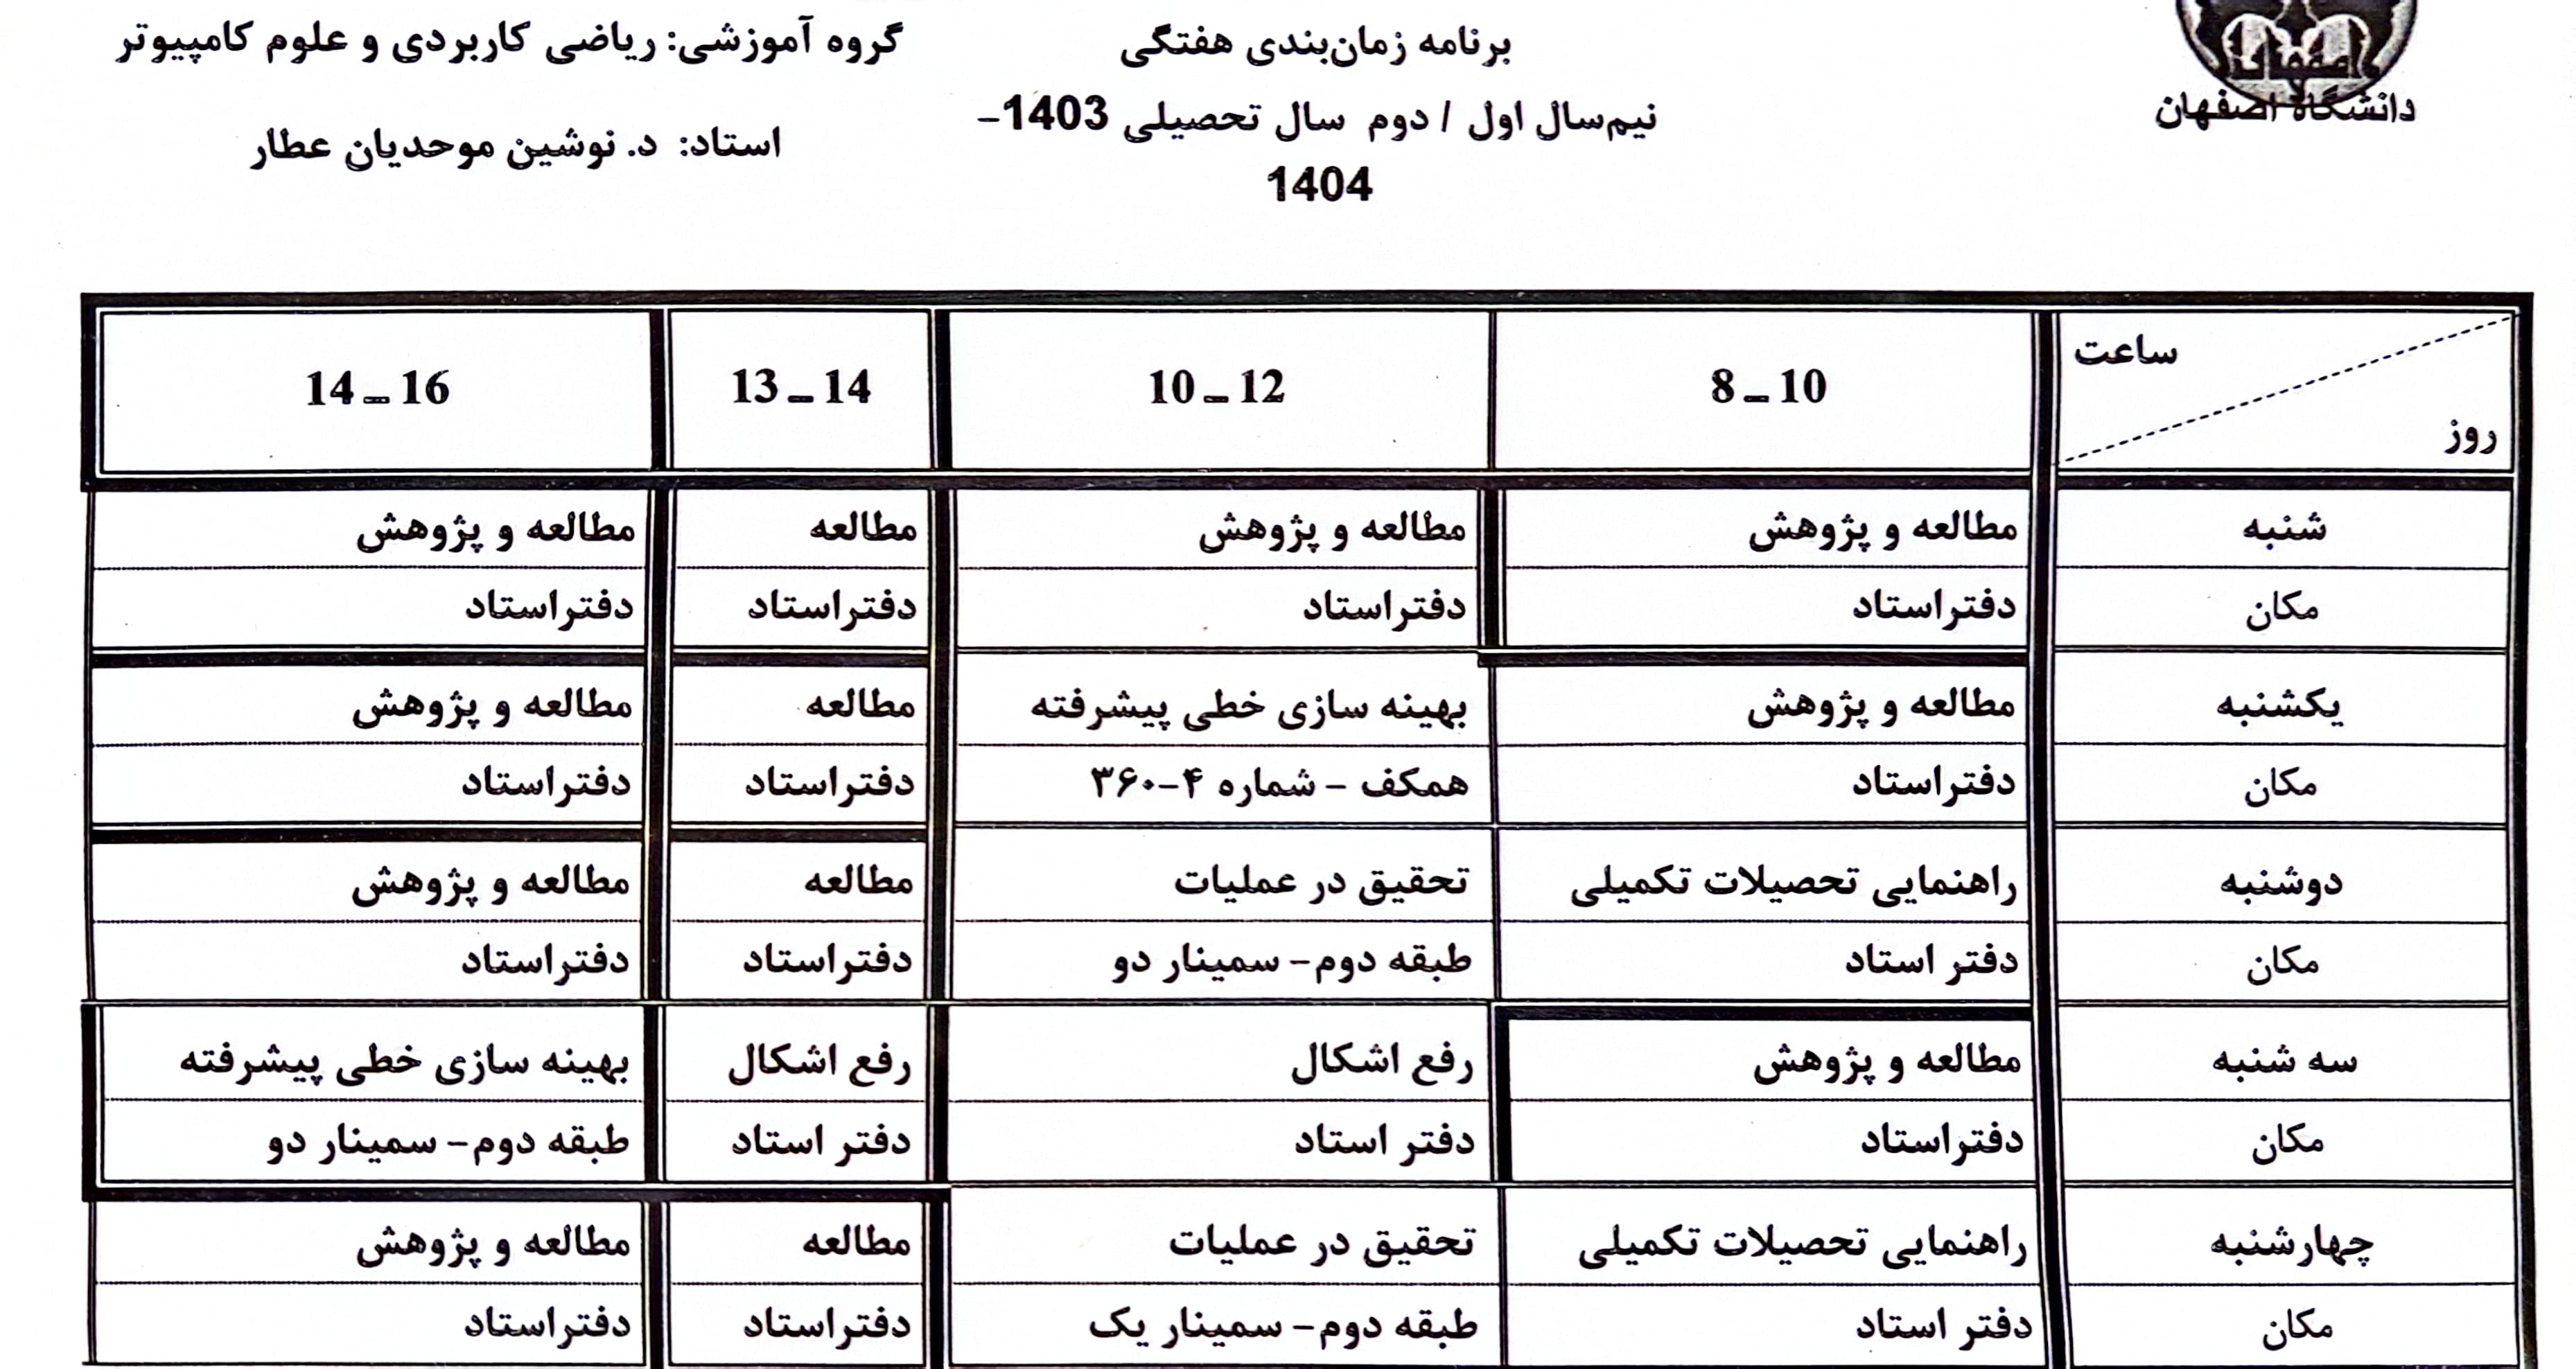 دانشگاه اصفهان
برنامه زمان‌بندی هفتگی
نیم‌سال اول / دوم سال تحصیلی 1403–
1404
گروه آموزشی: ریاضی کاربردی و علوم کامپیوتر
استاد: د. نوشین موحدیان عطار
ساعت
روز
8 – 10
10 – 12
13 – 14
14 – 16
شنبه
مطالعه و پژوهش
مطالعه و پژوهش
مطالعه
مطالعه و پژوهش
مکان
دفتراستاد
دفتراستاد
دفتراستاد
دفتراستاد
یکشنبه
مطالعه و پژوهش
بهینه سازی خطی پیشرفته
مطالعه
مطالعه و پژوهش
مکان
دفتراستاد
همکف – شماره ۴–۳۶۰
دفتراستاد
دفتراستاد
دوشنبه
راهنمایی تحصیلات تکمیلی
تحقیق در عملیات
مطالعه
مطالعه و پژوهش
مکان
دفتر استاد
طبقه دوم– سمینار دو
دفتراستاد
دفتراستاد
سه شنبه
مطالعه و پژوهش
رفع اشکال
رفع اشکال
بهینه سازی خطی پیشرفته
مکان
دفتراستاد
دفتر استاد
دفتر استاد
طبقه دوم– سمینار دو
چهارشنبه
راهنمایی تحصیلات تکمیلی
تحقیق در عملیات
مطالعه
مطالعه و پژوهش
مکان
دفتر استاد
طبقه دوم– سمینار یک
دفتراستاد
دفتراستاد